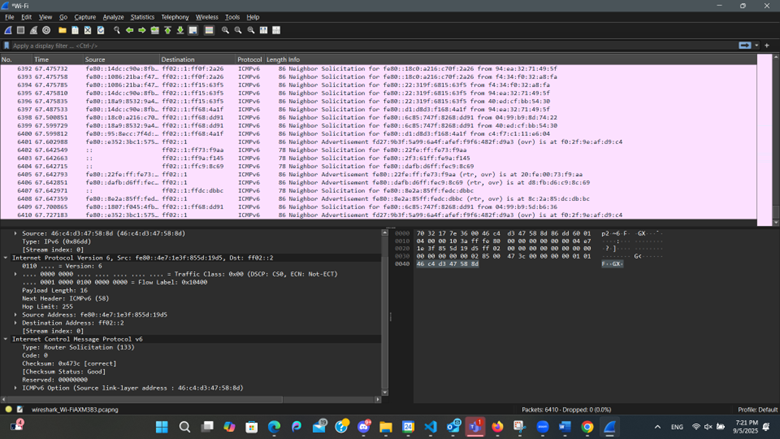 *Wi-Fi
File Edit View Go Capture Analyze Statistics Telephony Wireless Tools Help
Apply a display filter ... <Ctrl-/>
No. Time Source Destination Protocol Length Info
6392 67.475732 fe80::14dc:c90e:8fb… ff02::1:ff0f:2a26 ICMPv6 86 Neighbor Solicitation for fe80::18c0:a216:c70f:2a26 from 94:ea:32:71:49:5f
6393 67.475758 fe80::1086:21ba:f47… ff02::1:ff0f:2a26 ICMPv6 86 Neighbor Solicitation for fe80::18c0:a216:c70f:2a26 from f4:34:f0:32:a8:fa
6394 67.475785 fe80::1086:21ba:f47… ff02::1:ff15:63f5 ICMPv6 86 Neighbor Solicitation for fe80::22:319f:6815:63f5 from f4:34:f0:32:a8:fa
6395 67.475810 fe80::14dc:c90e:8fb… ff02::1:ff15:63f5 ICMPv6 86 Neighbor Solicitation for fe80::22:319f:6815:63f5 from 94:ea:32:71:49:5f
6396 67.475835 fe80::18a9:8532:9a4… ff02::1:ff15:63f5 ICMPv6 86 Neighbor Solicitation for fe80::22:319f:6815:63f5 from 40:ed:cf:bb:54:30
6397 67.487533 fe80::14dc:c90e:8fb… ff02::1:ff68:4a1f ICMPv6 86 Neighbor Solicitation for fe80::d1:d8d3:f168:4a1f from 94:ea:32:71:49:5f
6398 67.500851 fe80::18c0:a216:c70… ff02::1:ff68:dd91 ICMPv6 86 Neighbor Solicitation for fe80::6c85:747f:8268:dd91 from 04:99:b9:8d:74:22
6399 67.599729 fe80::18a9:8532:9a4… ff02::1:ff68:dd91 ICMPv6 86 Neighbor Solicitation for fe80::6c85:747f:8268:dd91 from 40:ed:cf:bb:54:30
6400 67.599812 fe80::95:8ecc:7f4d:… ff02::1:ff68:4a1f ICMPv6 86 Neighbor Solicitation for fe80::d1:d8d3:f168:4a1f from c4:f7:c1:11:e6:04
6401 67.602988 fe80::e352:3bc1:575… ff02::1 ICMPv6 86 Neighbor Advertisement fd27:9b3f:5a99:6a4f:afef:f9f6:482f:d9a3 (ovr) is at f0:2f:9e:af:d9:c4
6402 67.642549 :: ff02::1:ff73:f9aa ICMPv6 78 Neighbor Solicitation for fe80::22fe:ff:fe73:f9aa
6403 67.642661 :: ff02::1:ff9a:f145 ICMPv6 78 Neighbor Solicitation for fe80::2f3:61ff:fe9a:f145
6404 67.642715 :: ff02::1:ffc9:8c69 ICMPv6 78 Neighbor Solicitation for fe80::dafb:d6ff:fec9:8c69
6405 67.642793 fe80::22fe:ff:fe73:… ff02::1 ICMPv6 86 Neighbor Advertisement fe80::22fe:ff:fe73:f9aa (rtr, ovr) is at 20:fe:00:73:f9:aa
6406 67.642851 fe80::dafb:d6ff:fec… ff02::1 ICMPv6 86 Neighbor Advertisement fe80::dafb:d6ff:fec9:8c69 (rtr, ovr) is at d8:fb:d6:c9:8c:69
6407 67.642971 :: ff02::1:ffdc:dbbc ICMPv6 78 Neighbor Solicitation for fe80::8e2a:85ff:fedc:dbbc
6408 67.647359 fe80::8e2a:85ff:fed… ff02::1 ICMPv6 86 Neighbor Advertisement fe80::8e2a:85ff:fedc:dbbc (rtr, ovr) is at 8c:2a:85:dc:db:bc
6409 67.700865 fe80::1807:f045:4fb… ff02::1:ff68:dd91 ICMPv6 86 Neighbor Solicitation for fe80::6c85:747f:8268:dd91 from 04:99:b9:5d:b6:36
6410 67.727183 fe80::e352:3bc1:575… ff02::1 ICMPv6 86 Neighbor Advertisement fd27:9b3f:5a99:6a4f:afef:f9f6:482f:d9a3 (ovr) is at f0:2f:9e:af:d9:c4
Source: 46:c4:d3:47:58:8d (46:c4:d3:47:58:8d)
Type: IPv6 (0x86dd)
[Stream index: 0]
Internet Protocol Version 6, Src: fe80::4e7:1e3f:855d:19d5, Dst: ff02::2
0110 .... = Version: 6
.... 0000 0000 .... .... .... .... .... = Traffic Class: 0x00 (DSCP: CS0, ECN: Not-ECT)
.... 0001 0000 0100 0000 0000 = Flow Label: 0x10400
Payload Length: 16
Next Header: ICMPv6 (58)
Hop Limit: 255
Source Address: fe80::4e7:1e3f:855d:19d5
Destination Address: ff02::2
[Stream index: 0]
Internet Control Message Protocol v6
Type: Router Solicitation (133)
Code: 0
Checksum: 0x473c [correct]
[Checksum Status: Good]
Reserved: 00000000
ICMPv6 Option (Source link-layer address : 46:c4:d3:47:58:8d)
0000 70 32 17 7e 36 00 46 c4 d3 47 58 8d 86 dd 60 01 p2·~6·F· ·GX···`·
0010 04 00 00 10 3a ff fe 80 00 00 00 00 00 00 04 e7
0020 1e 3f 85 5d 19 d5 ff 02 00 00 00 00 00 00 00 00
0030 00 00 00 00 00 02 85 00 47 3c 00 00 00 00 01 01
0040 46 c4 d3 47 58 8d F··GX·
wireshark_Wi-FiAXM3B3.pcapng
Packets: 6410 · Dropped: 0 (0.0%)
Profile: Default
ENG
7:21 PM
9/5/2025